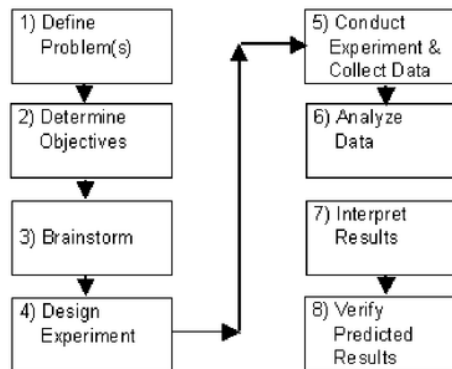 1) Define
Problem(s)
2) Determine
Objectives
3) Brainstorm
4) Design
Experiment
5) Conduct
Experiment &
Collect Data
6) Analyze
Data
7) Interpret
Results
8) Verify
Predicted
Results